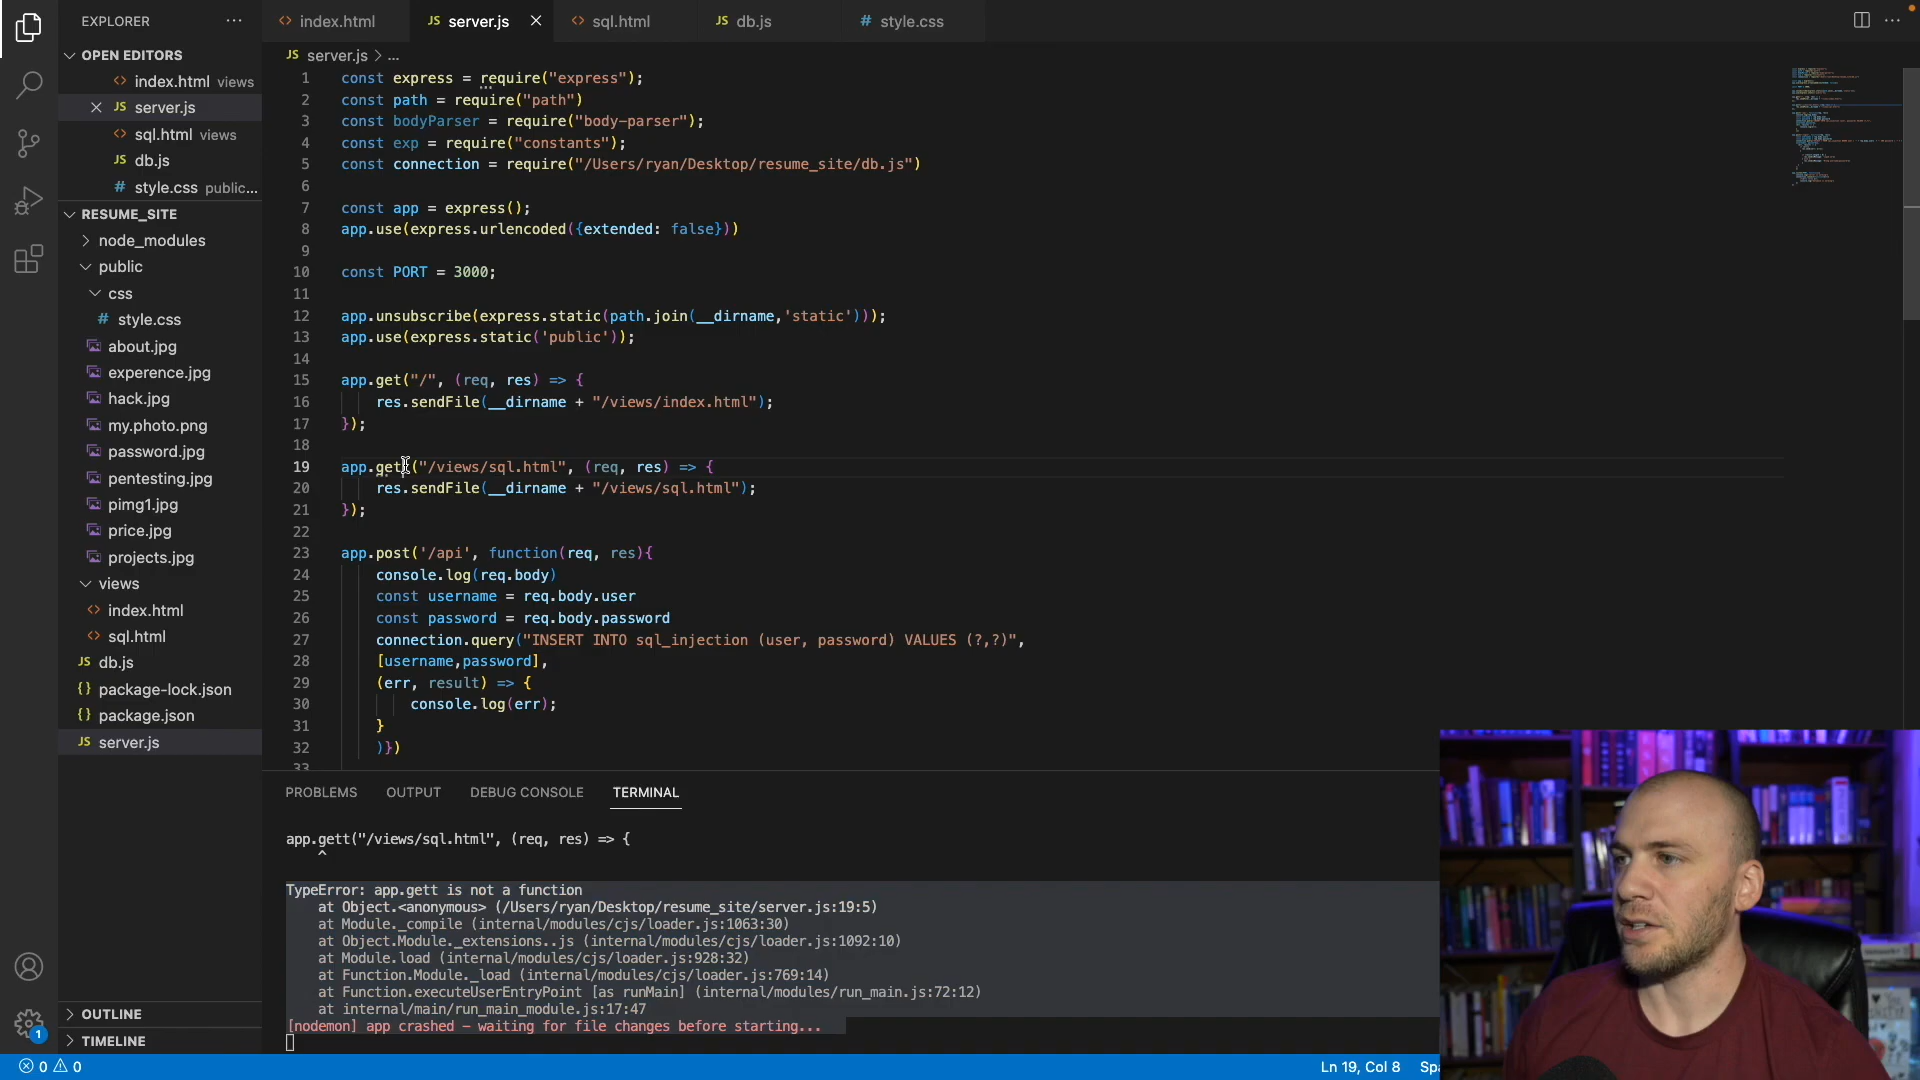 EXPLORER
OPEN EDITORS
index.html views
server.js
sql.html views
db.js
style.css public...
RESUME_SITE
node_modules
public
css
style.css
about.jpg
experence.jpg
hack.jpg
my.photo.png
password.jpg
pentesting.jpg
pimg1.jpg
price.jpg
projects.jpg
views
index.html
sql.html
db.js
package-lock.json
package.json
server.js
OUTLINE
TIMELINE
index.html
server.js
sql.html
db.js
style.css
server.js > ...
1 const express = require("express");
2 const path = require("path")
3 const bodyParser = require("body-parser");
4 const exp = require("constants");
5 const connection = require("/Users/ryan/Desktop/resume_site/db.js")
6
7 const app = express();
8 app.use(express.urlencoded({extended: false}))
9
10 const PORT = 3000;
11
12 app.unsubscribe(express.static(path.join(__dirname,'static')));
13 app.use(express.static('public'));
14
15 app.get("/", (req, res) => {
16 res.sendFile(__dirname + "/views/index.html");
17 });
18
19 app.gett("/views/sql.html", (req, res) => {
20 res.sendFile(__dirname + "/views/sql.html");
21 });
22
23 app.post('/api', function(req, res){
24 console.log(req.body)
25 const username = req.body.user
26 const password = req.body.password
27 connection.query("INSERT INTO sql_injection (user, password) VALUES (?,?)",
28 [username,password],
29 (err, result) => {
30 console.log(err);
31 }
32 )})
33
PROBLEMS
OUTPUT
DEBUG CONSOLE
TERMINAL
app.gett("/views/sql.html", (req, res) => {
^
TypeError: app.gett is not a function
at Object.<anonymous> (/Users/ryan/Desktop/resume_site/server.js:19:5)
at Module._compile (internal/modules/cjs/loader.js:1063:30)
at Object.Module._extensions..js (internal/modules/cjs/loader.js:1092:10)
at Module.load (internal/modules/cjs/loader.js:928:32)
at Function.Module._load (internal/modules/cjs/loader.js:769:14)
at Function.executeUserEntryPoint [as runMain] (internal/modules/run_main.js:72:12)
at internal/main/run_main_module.js:17:47
[nodemon] app crashed - waiting for file changes before starting...
1
0 0
Ln 19, Col 8